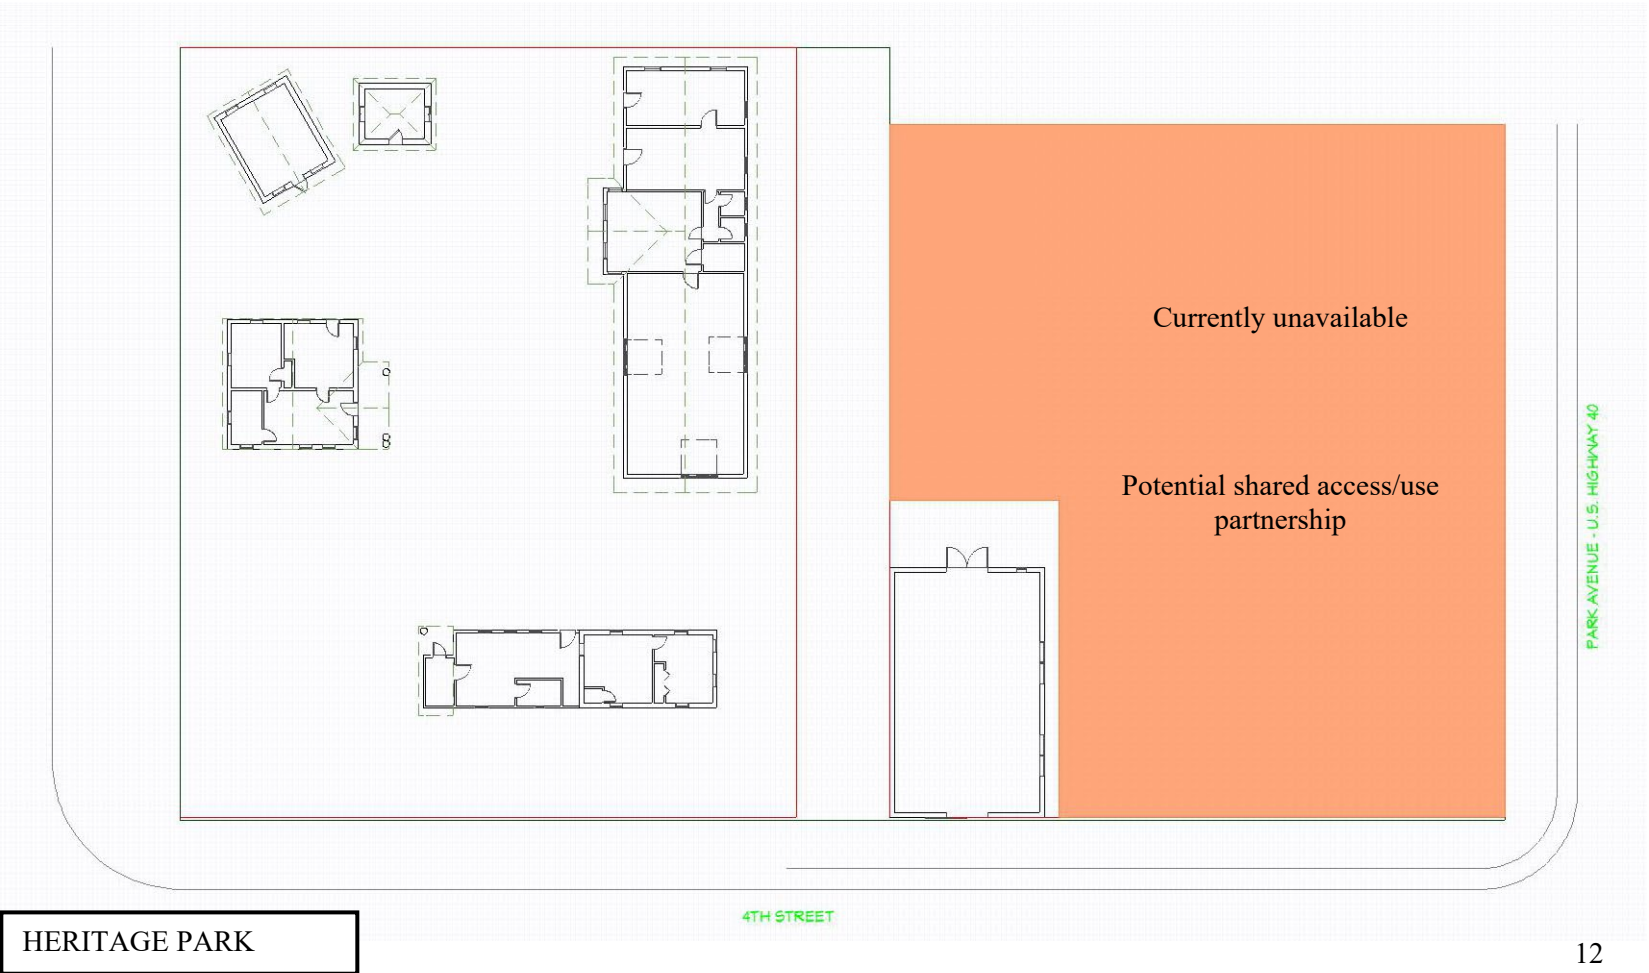 Currently unavailable
Potential shared access/use
partnership
PARK AVENUE - U.S. HIGHWAY 40
4TH STREET
HERITAGE PARK
12